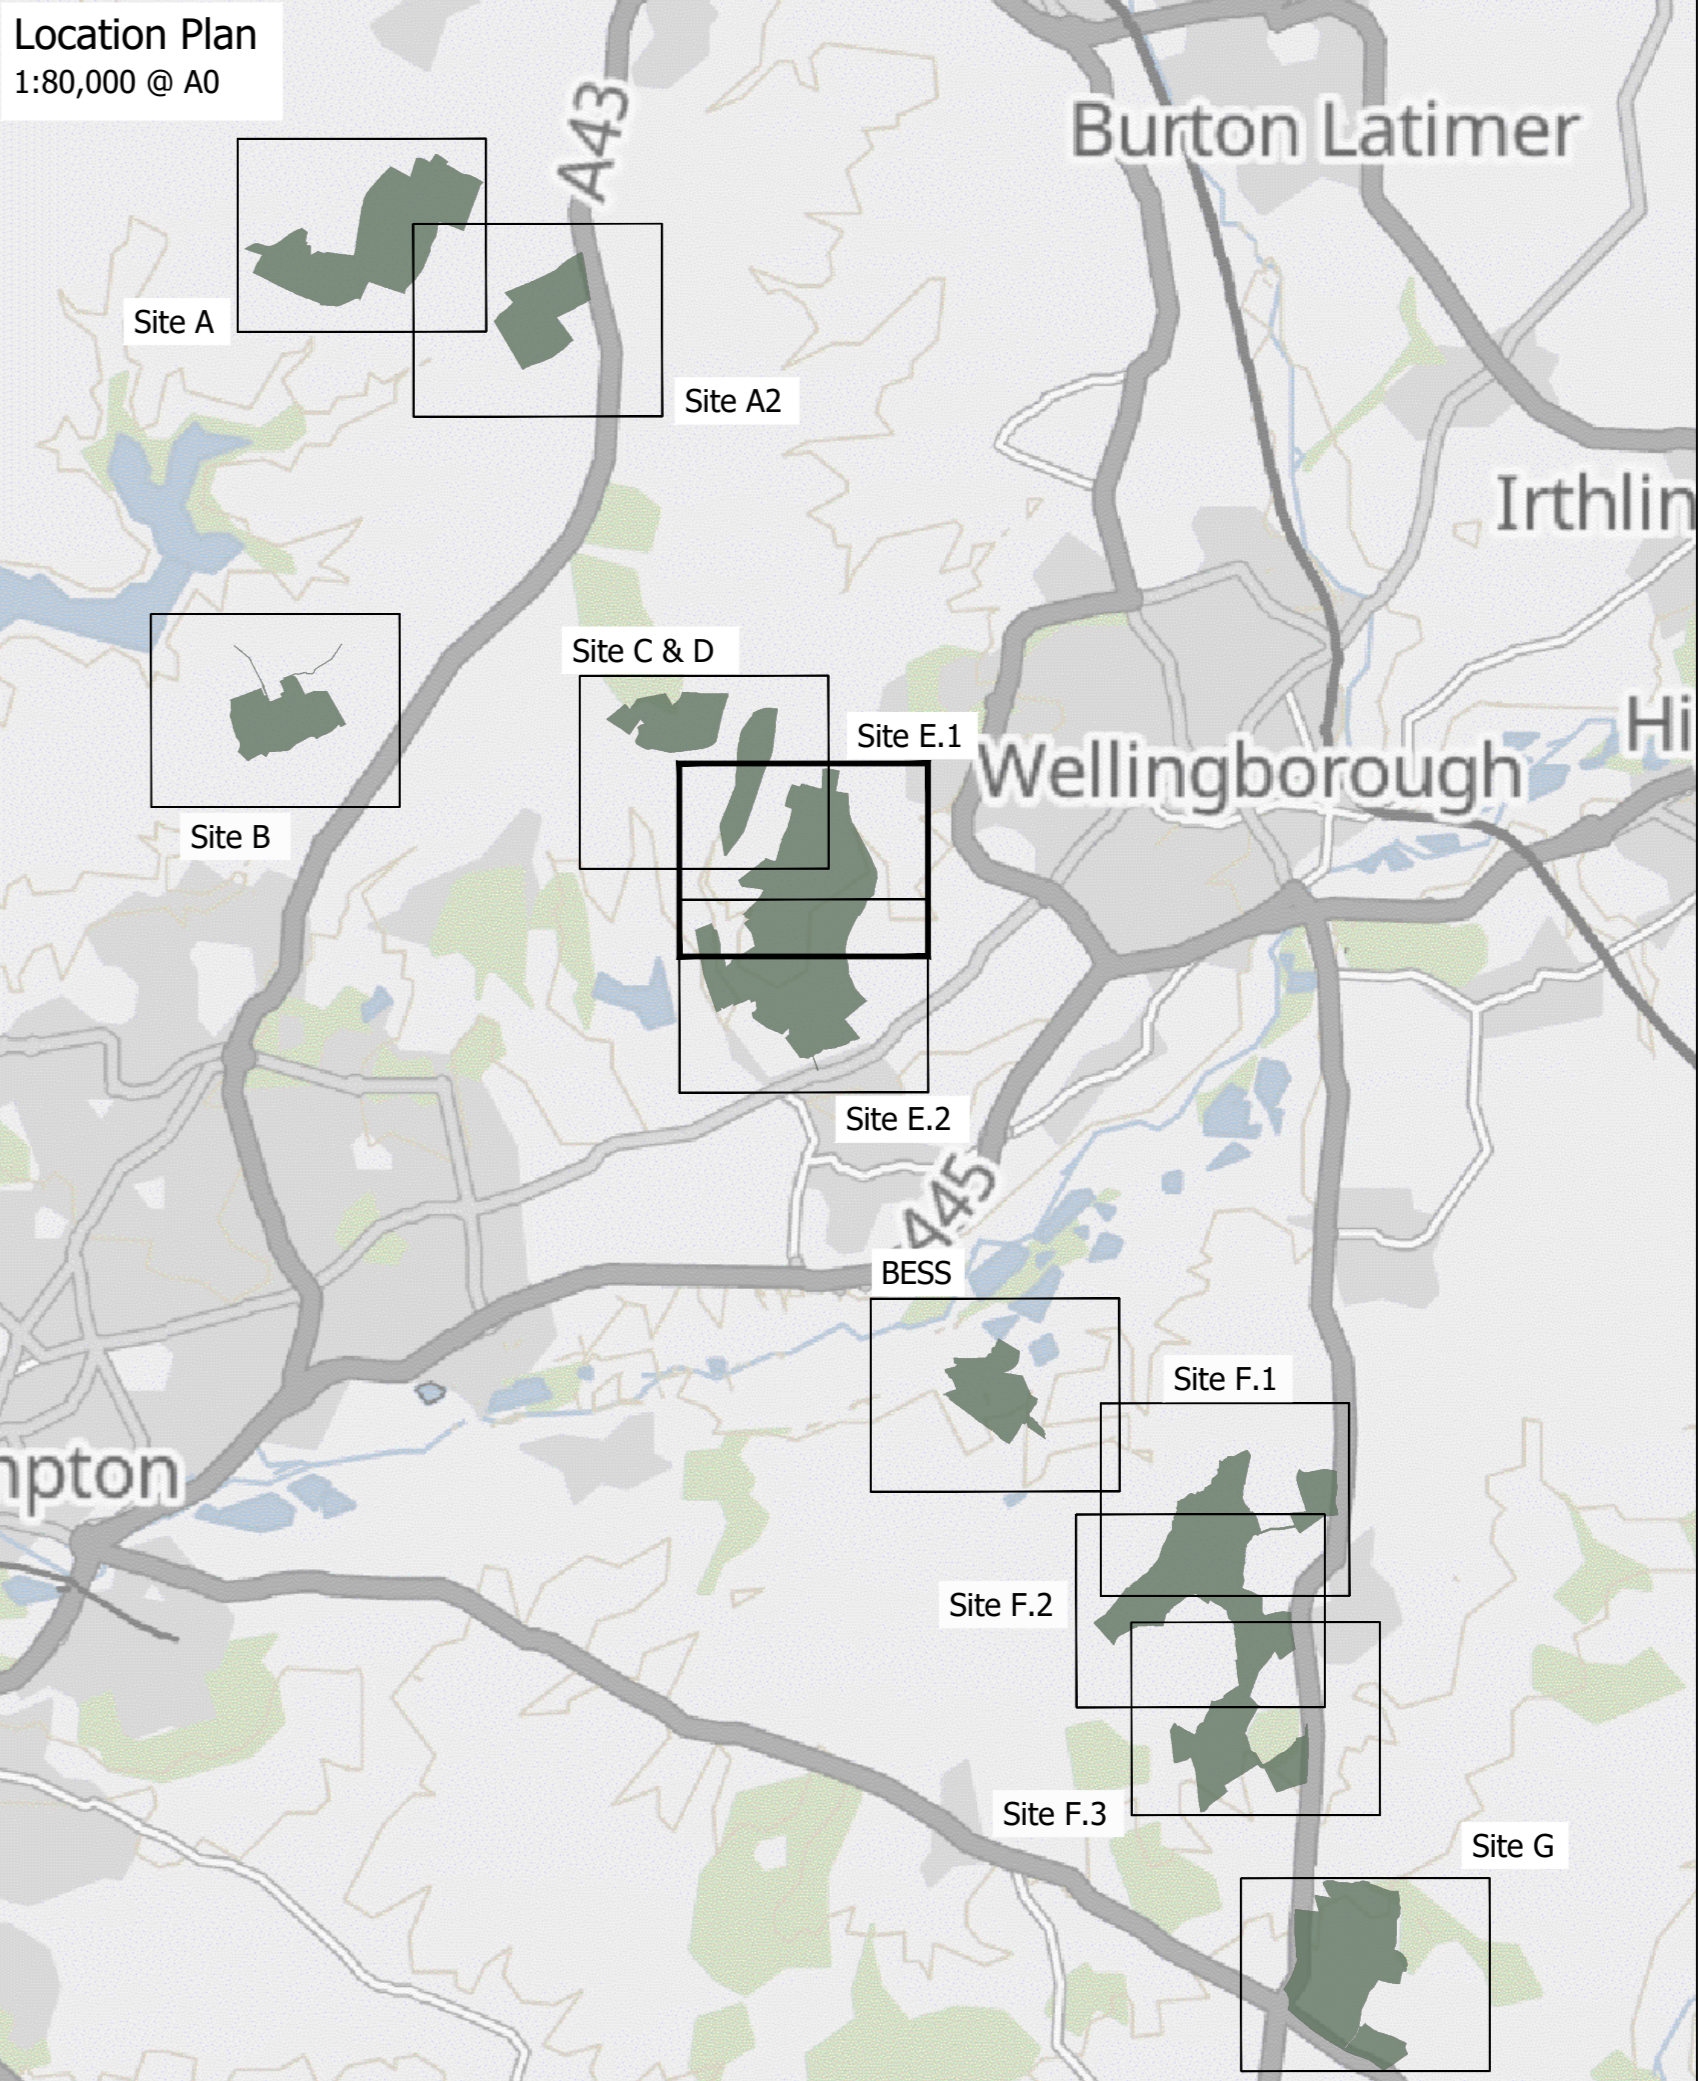 Location Plan
1:80,000 @ A0
A43
Burton Latimer
Site A
Site A2
Irthlin
Site C & D
Site E.1
Hi
Wellingborough
Site B
Site E.2
445
BESS
Site F.1
npton
Site F.2
Site F.3
Site G